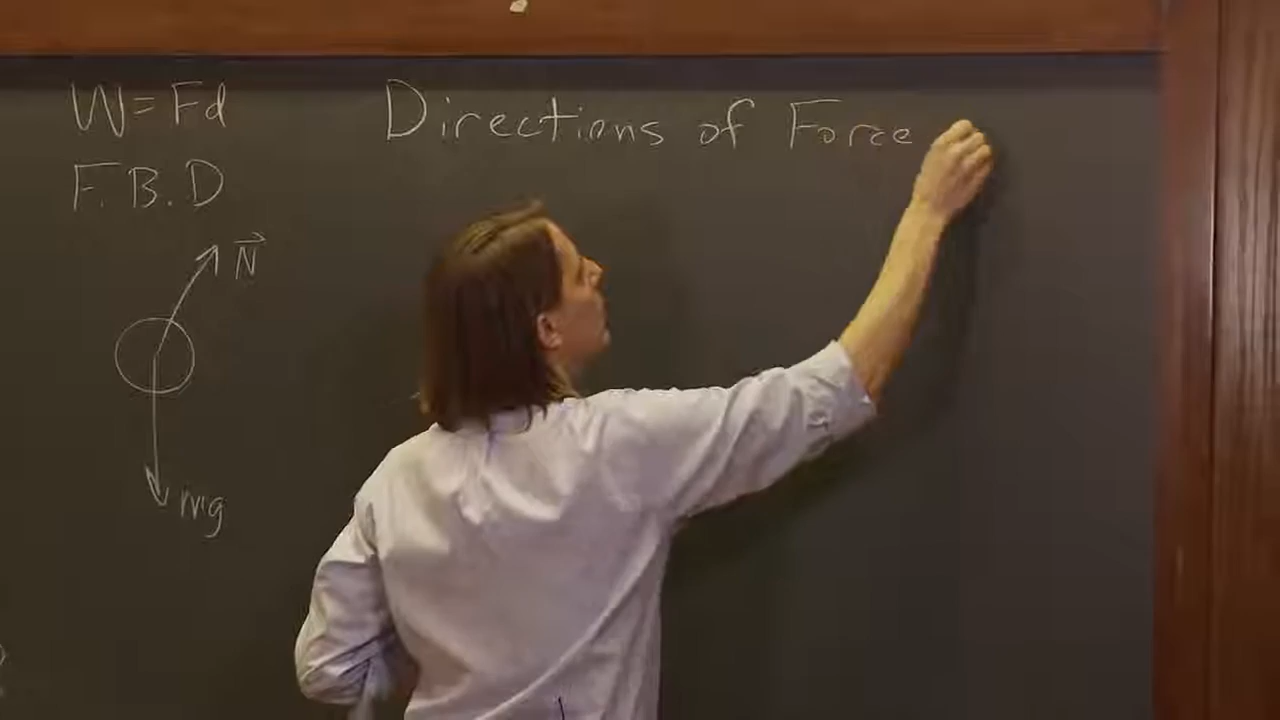 W = Fd
F.B.D
Directions of Force
N
mg